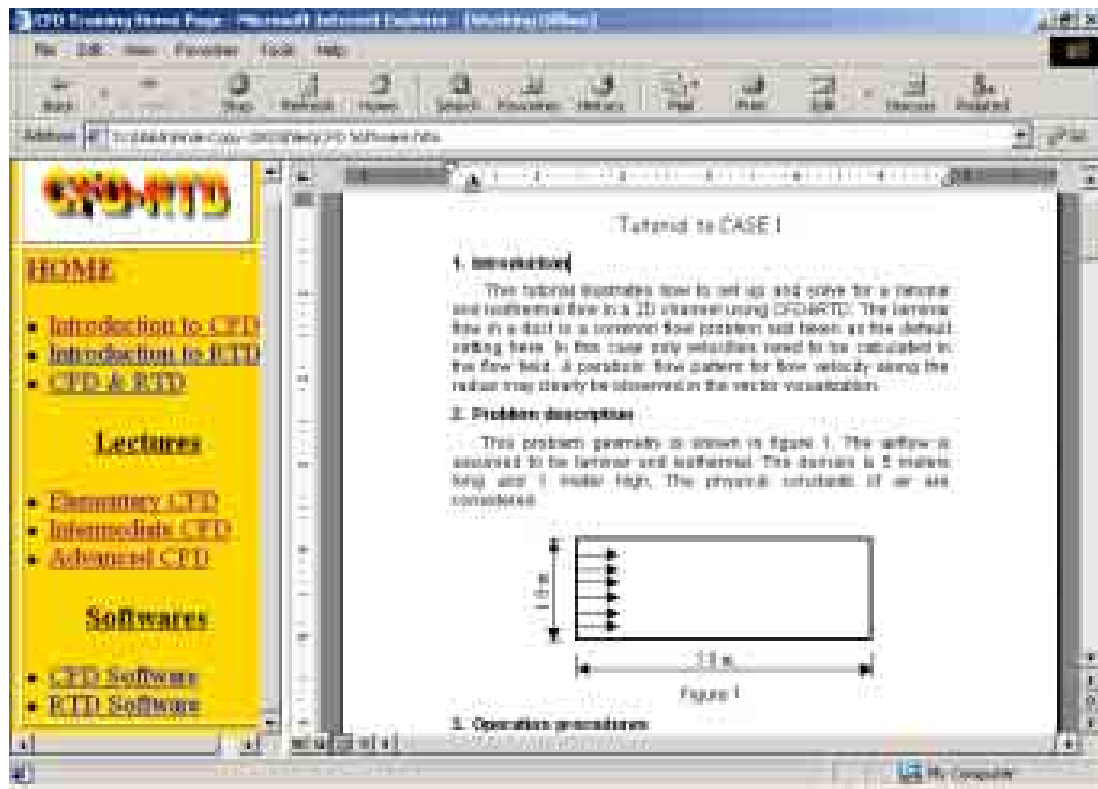 CFD Training Home Page - Microsoft Internet Explorer - [Working Offline]
File Edit View Favorites Tools Help
Back Stop Refresh Home Search Favorites History Mail Print Edit Discuss
Address
CFD-RTD
HOME
Introduction to CFD
Introduction to RTD
CFD & RTD
Lectures
Elementary CFD
Intermediate CFD
Advanced CFD
Softwares
CFD Software
RTD Software
Tutorial to CASE 1
1. Introduction
This tutorial illustrates how to set up and solve for a laminar
and isothermal flow in a 2D channel using CFD&RTD. The laminar
flow in a duct is a common flow problem and been as the default
setting here. In this case only velocities need to be calculated in
the flow field. A parabolic flow pattern for flow velocity along the
radius may clearly be observed in the vector visualization.
2. Problem description
This problem geometry is shown in figure 1. The airflow is
assumed to be laminar and isothermal. The domain is 5 meters
long and 1 meter high. The physical constants of air are
considered.
Figure 1
3. Operation procedures
My Computer